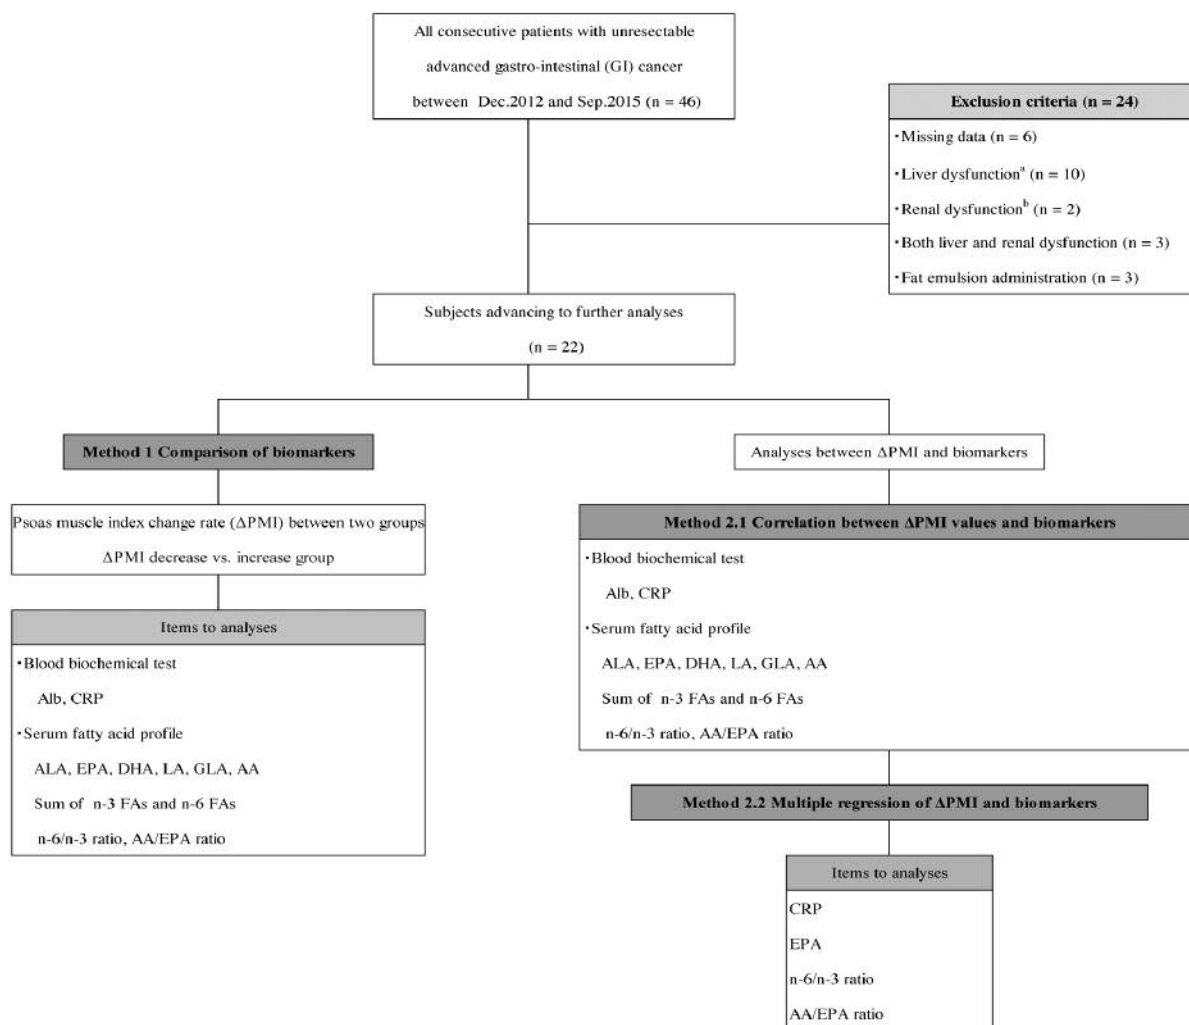 All consecutive patients with unresectable
advanced gastro-intestinal (GI) cancer
between Dec.2012 and Sep.2015 (n = 46)
Exclusion criteria (n = 24)
・Missing data (n = 6)
・Liver dysfunctionᵃ (n = 10)
・Renal dysfunctionᵇ (n = 2)
・Both liver and renal dysfunction (n = 3)
・Fat emulsion administration (n = 3)
Subjects advancing to further analyses
(n = 22)
Method 1 Comparison of biomarkers
Psoas muscle index change rate (ΔPMI) between two groups
ΔPMI decrease vs. increase group
Items to analyses
・Blood biochemical test
Alb, CRP
・Serum fatty acid profile
ALA, EPA, DHA, LA, GLA, AA
Sum of n-3 FAs and n-6 FAs
n-6/n-3 ratio, AA/EPA ratio
Analyses between ΔPMI and biomarkers
Method 2.1 Correlation between ΔPMI values and biomarkers
・Blood biochemical test
Alb, CRP
・Serum fatty acid profile
ALA, EPA, DHA, LA, GLA, AA
Sum of n-3 FAs and n-6 FAs
n-6/n-3 ratio, AA/EPA ratio
Method 2.2 Multiple regression of ΔPMI and biomarkers
Items to analyses
CRP
EPA
n-6/n-3 ratio
AA/EPA ratio